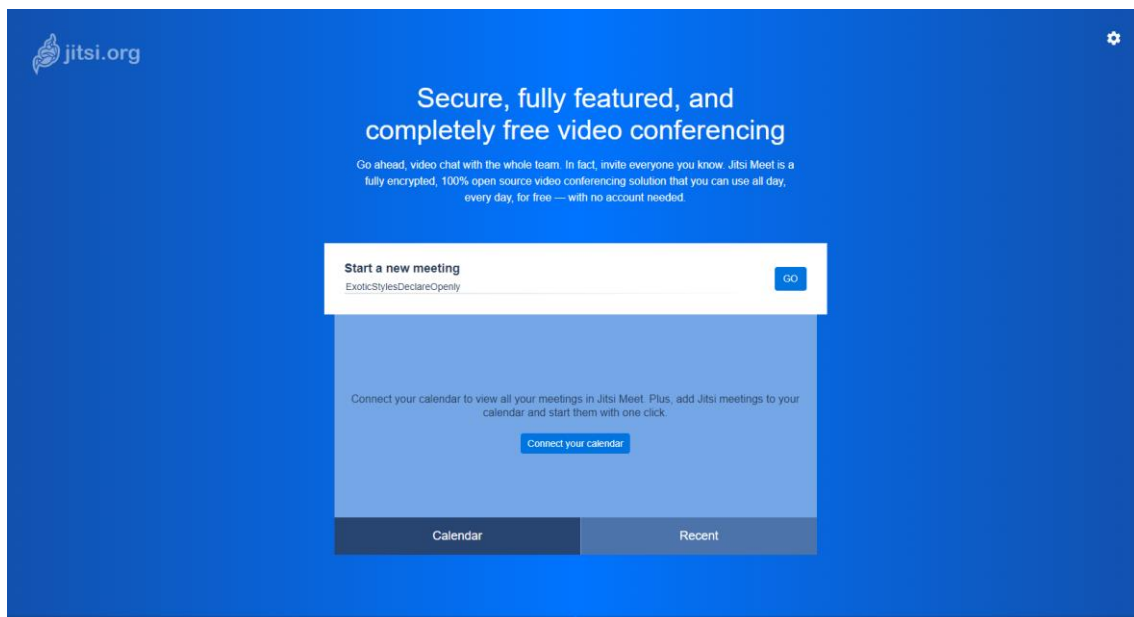 jitsi.org
Secure, fully featured, and
completely free video conferencing
Go ahead, video chat with the whole team. In fact, invite everyone you know. Jitsi Meet is a
fully encrypted, 100% open source video conferencing solution that you can use all day,
every day, for free — with no account needed.
Start a new meeting
ExoticStylesDeclareOpenly
GO
Connect your calendar to view all your meetings in Jitsi Meet. Plus, add Jitsi meetings to your
calendar and start them with one click.
Connect your calendar
Calendar
Recent